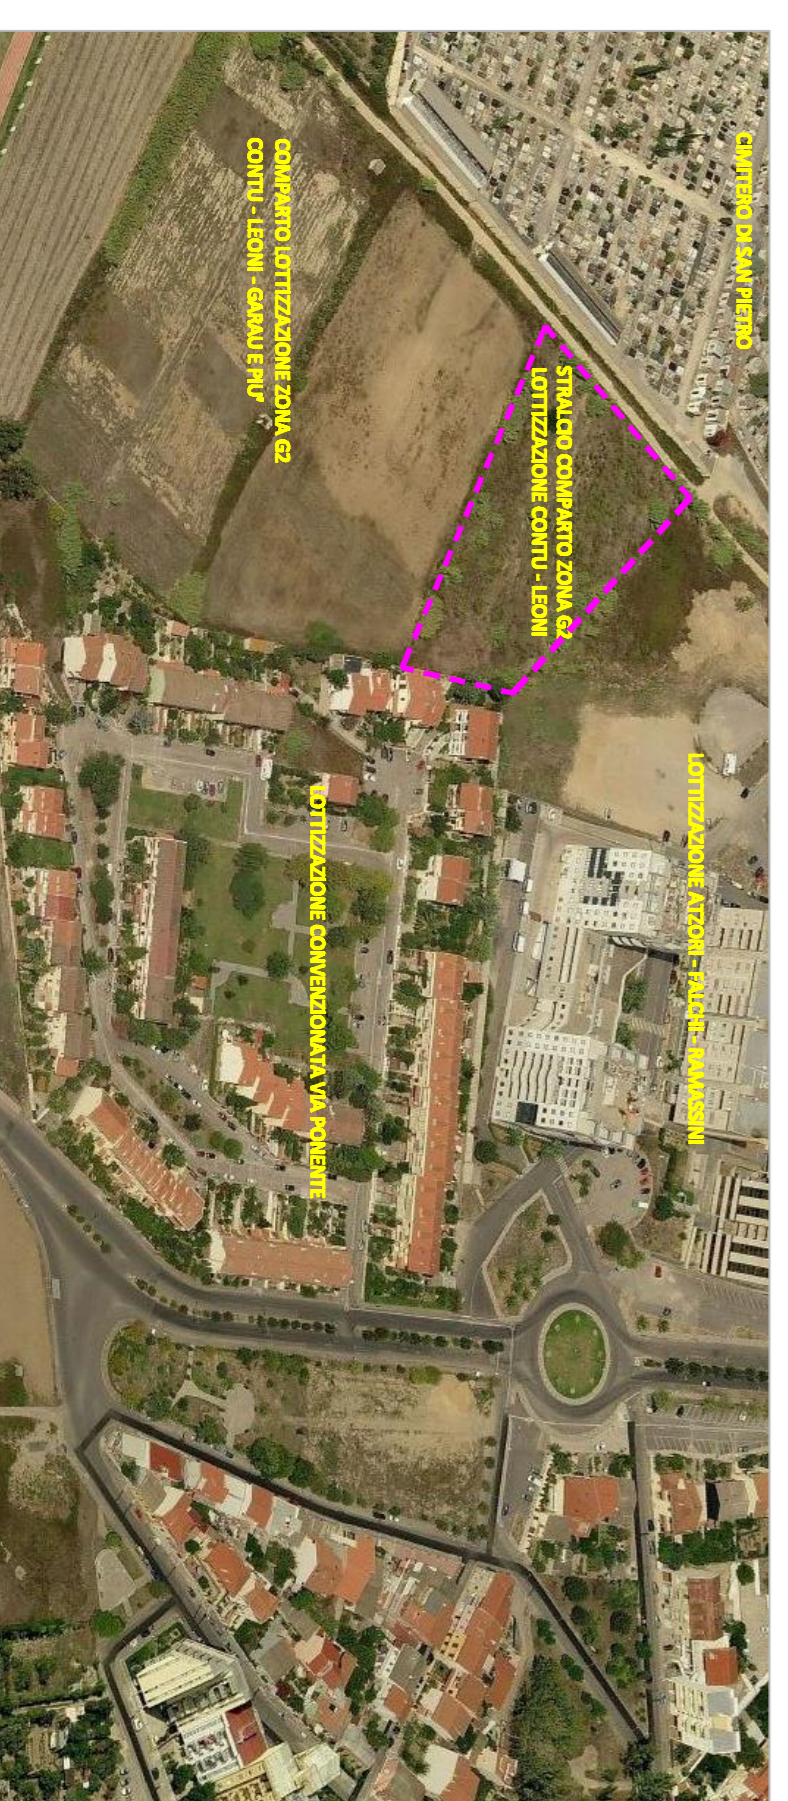 CIMITERO DI SAN PIETRO
COMPARTO LOTTIZZAZIONE ZONA G2
CONTU - LEONI - GARAU E PIU'
STRALCIO COMPARTO ZONA G2
LOTTIZZAZIONE CONTU - LEONI
LOTTIZZAZIONE ATZORI - FALCHI - RAMASSINI
LOTTIZZAZIONE CONVENZIONATA VIA PONENTE